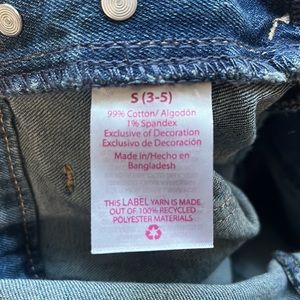 S (3-5)
99% Cotton/ Algodón
1% Spandex
Exclusive of Decoration
Exclusivo de Decoración
Made in/Hecho en
Bangladesh
THIS LABEL YARN IS MADE
OUT OF 100% RECYCLED
POLYESTER MATERIALS